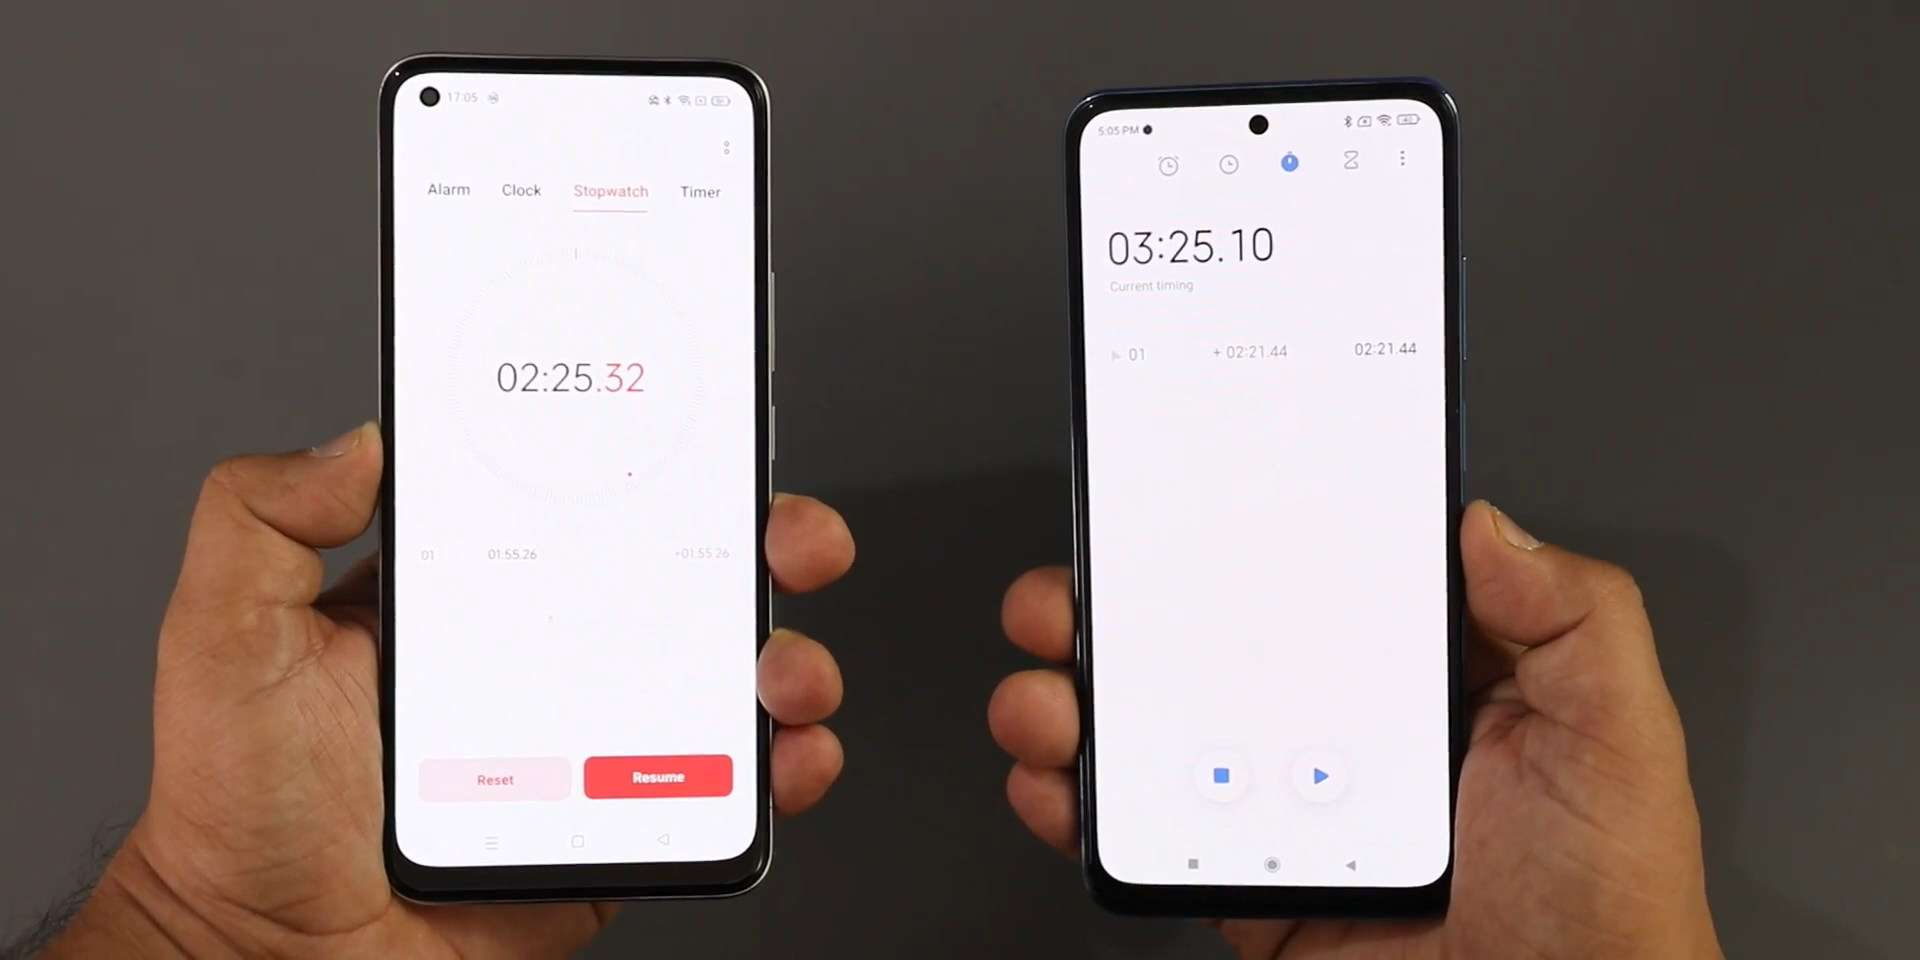 17:05
Alarm Clock Stopwatch Timer
02:25.32
01 01:55.26 +01:55.26
Reset Resume
5:05 PM
03:25.10
Current timing
01 + 02:21.44 02:21.44